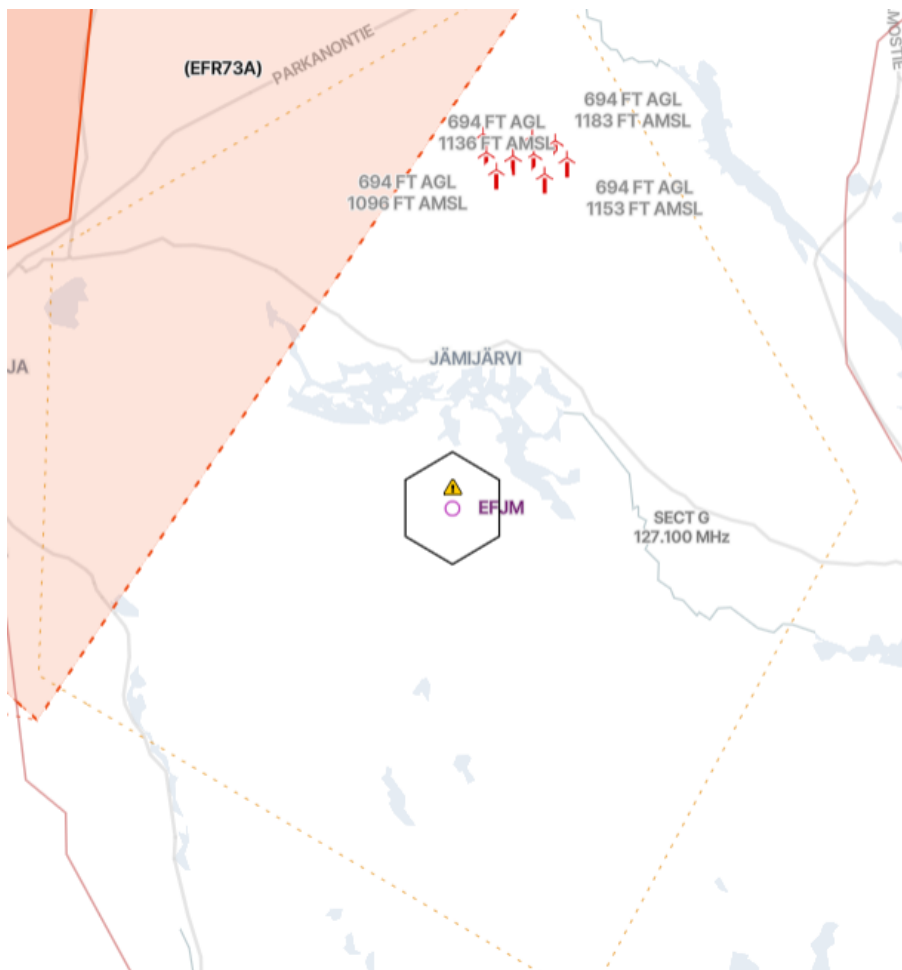 MOSTIE
PARKANONTIE
(EFR73A)
694 FT AGL
1183 FT AMSL
694 FT AGL
1136 FT AMSL
694 FT AGL
1096 FT AMSL
694 FT AGL
1153 FT AMSL
JÄMIJÄRVI
JA
EFJM
SECT G
127.100 MHz